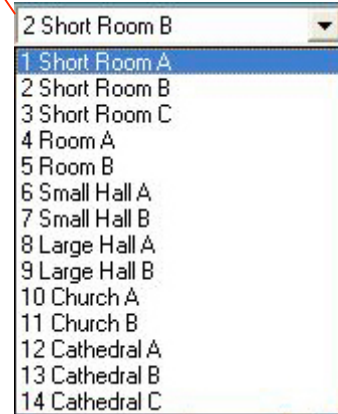 2 Short Room B
1 Short Room A
2 Short Room B
3 Short Room C
4 Room A
5 Room B
6 Small Hall A
7 Small Hall B
8 Large Hall A
9 Large Hall B
10 Church A
11 Church B
12 Cathedral A
13 Cathedral B
14 Cathedral C